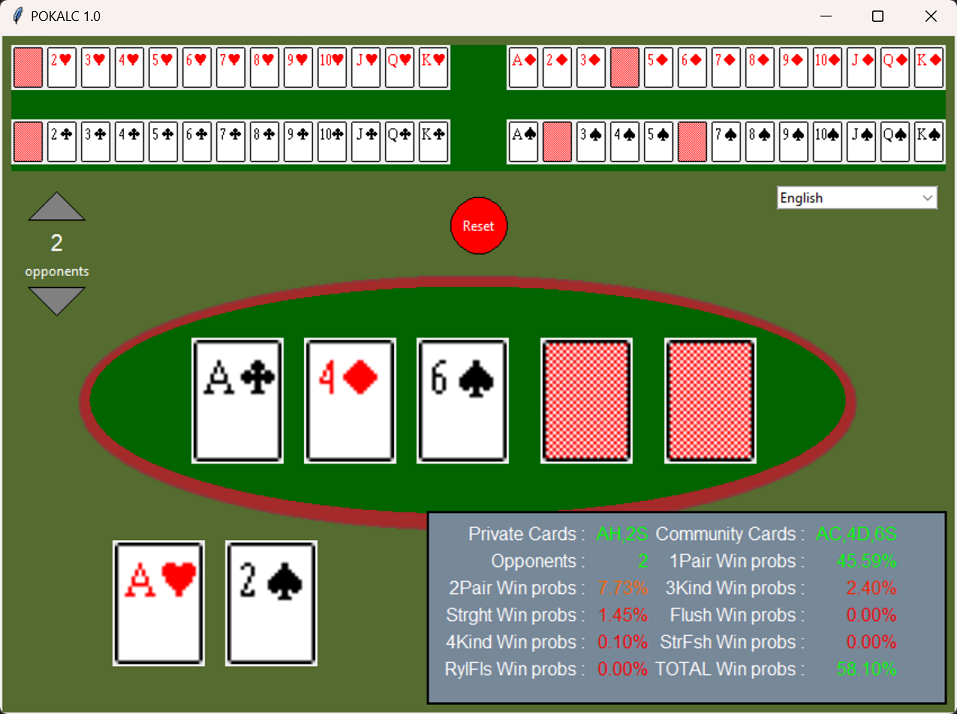 POKALC 1.0
2♥ 3♥ 4♥ 5♥ 6♥ 7♥ 8♥ 9♥ 10♥ J♥ Q♥ K♥ A♦ 2♦ 3♦ 5♦ 6♦ 7♦ 8♦ 9♦ 10♦ J♦ Q♦ K♦
2♣ 3♣ 4♣ 5♣ 6♣ 7♣ 8♣ 9♣ 10♣ J♣ Q♣ K♣ A♠ 3♠ 4♠ 5♠ 7♠ 8♠ 9♠ 10♠ J♠ Q♠ K♠
English
Reset
2
opponents
A♣ 4♦ 6♠
A♥ 2♠
Private Cards : AH,2S Community Cards : AC,4D,6S
Opponents : 2 1Pair Win probs : 45.59%
2Pair Win probs : 7.73% 3Kind Win probs : 2.40%
Strght Win probs : 1.45% Flush Win probs : 0.00%
4Kind Win probs : 0.10% StrFsh Win probs : 0.00%
RylFls Win probs : 0.00% TOTAL Win probs : 58.10%